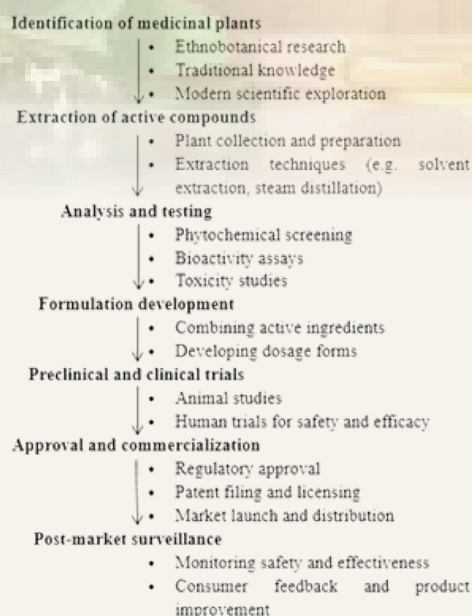 Identification of medicinal plants
• Ethnobotanical research
• Traditional knowledge
• Modern scientific exploration
Extraction of active compounds
• Plant collection and preparation
• Extraction techniques (e.g. solvent
extraction, steam distillation)
Analysis and testing
• Phytochemical screening
• Bioactivity assays
• Toxicity studies
Formulation development
• Combining active ingredients
• Developing dosage forms
Preclinical and clinical trials
• Animal studies
• Human trials for safety and efficacy
Approval and commercialization
• Regulatory approval
• Patent filing and licensing
• Market launch and distribution
Post-market surveillance
• Monitoring safety and effectiveness
• Consumer feedback and product
improvement